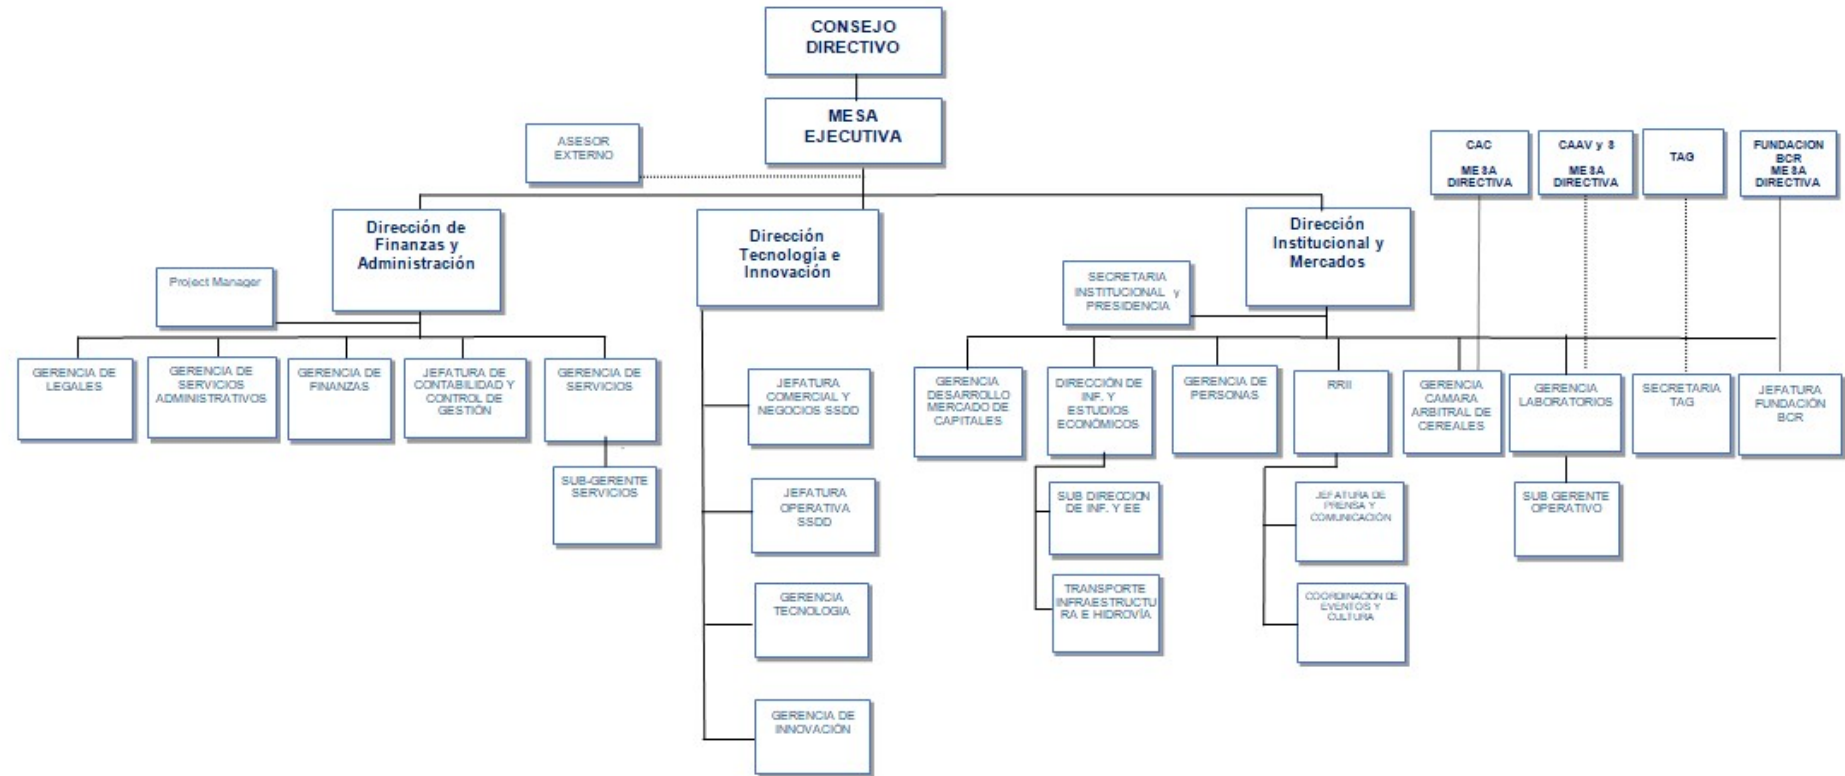 CONSEJO
DIRECTIVO
MESA
EJECUTIVA
ASESOR
EXTERNO
CAC
MESA
DIRECTIVA
CAAV y S
MESA
DIRECTIVA
TAG
FUNDACION
BCR
MESA
DIRECTIVA
Dirección de
Finanzas y
Administración
Dirección
Tecnología e
Innovación
Dirección
Institucional y
Mercados
Project Manager
SECRETARIA
INSTITUCIONAL y
PRESIDENCIA
GERENCIA DE
LEGALES
GERENCIA DE
SERVICIOS
ADMINISTRATIVOS
GERENCIA DE
FINANZAS
JEFATURA DE
CONTABILIDAD Y
CONTROL DE
GESTIÓN
GERENCIA DE
SERVICIOS
SUB-GERENTE
SERVICIOS
JEFATURA
COMERCIAL Y
NEGOCIOS SSDD
JEFATURA
OPERATIVA
SSDD
GERENCIA
TECNOLOGIA
GERENCIA DE
INNOVACIÓN
GERENCIA
DESARROLLO
MERCADO DE
CAPITALES
DIRECCIÓN DE
INF. Y
ESTUDIOS
ECONÓMICOS
GERENCIA DE
PERSONAS
RRII
GERENCIA
CAMARA
ARBITRAL DE
CEREALES
GERENCIA
LABORATORIOS
SECRETARIA
TAG
JEFATURA
FUNDACIÓN
BCR
SUB DIRECCION
DE INF. Y EE
TRANSPORTE
INFRAESTRUCTU
RA E HIDROVÍA
JEFATURA DE
PRENSA Y
COMUNICACIÓN
COORDINACIÓN DE
EVENTOS Y
CULTURA
SUB GERENTE
OPERATIVO